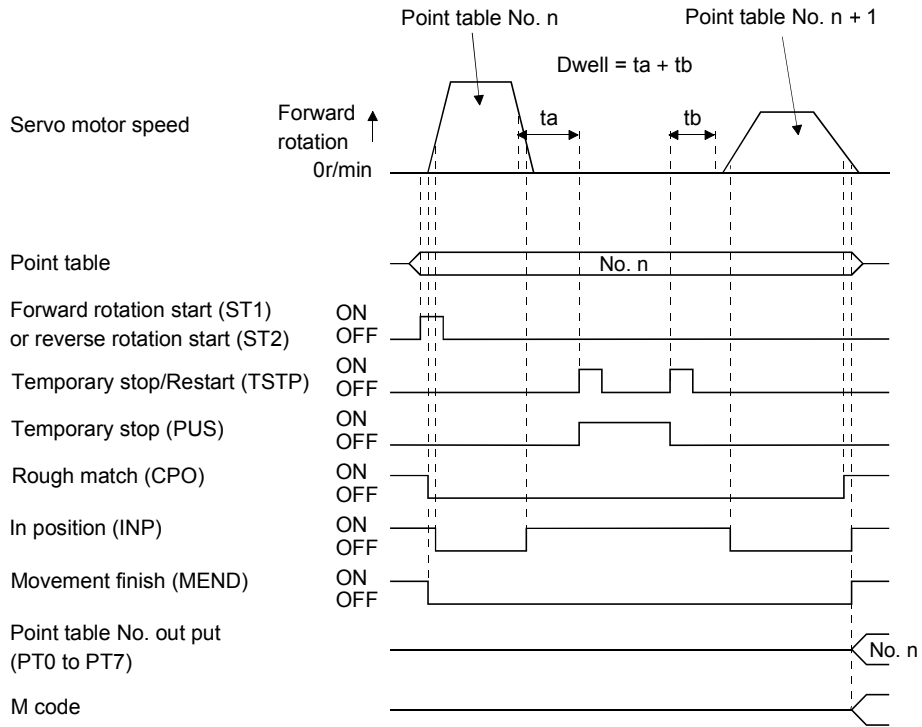 Point table No. n
Point table No. n + 1
Dwell = ta + tb
Servo motor speed
Forward
rotation
0r/min
ta
tb
Point table
No. n
Forward rotation start (ST1)
or reverse rotation start (ST2)
ON
OFF
Temporary stop/Restart (TSTP)
ON
OFF
Temporary stop (PUS)
ON
OFF
Rough match (CPO)
ON
OFF
In position (INP)
ON
OFF
Movement finish (MEND)
ON
OFF
Point table No. out put
(PT0 to PT7)
No. n
M code